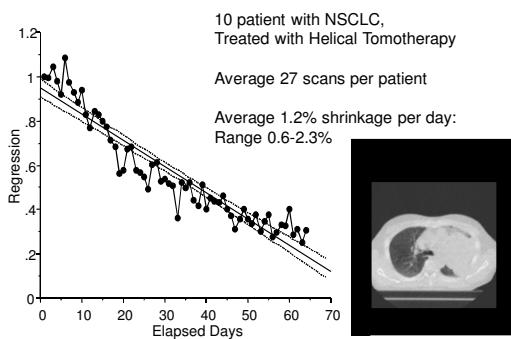 10 patient with NSCLC,
Treated with Helical Tomotherapy
Average 27 scans per patient
Average 1.2% shrinkage per day:
Range 0.6-2.3%
Regression
1.2
1
.8
.6
.4
.2
0
0 10 20 30 40 50 60 70 80
Elapsed Days